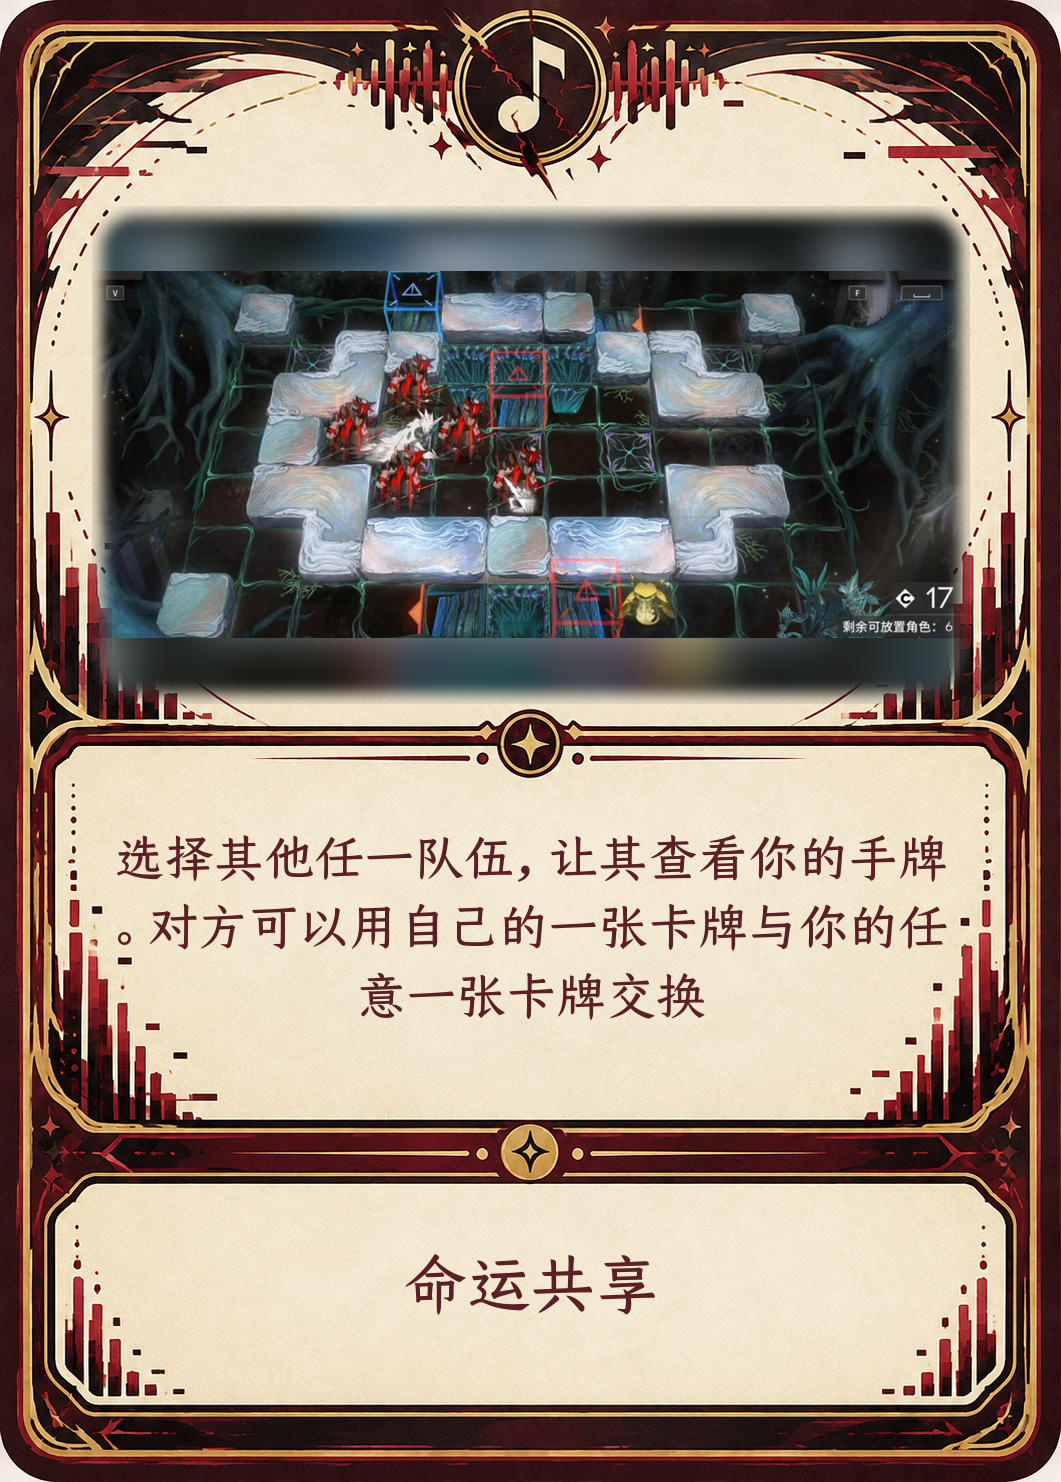 V
F
17
剩余可放置角色：6
选择其他任一队伍，让其查看你的手牌
。对方可以用自己的一张卡牌与你的任
意一张卡牌交换
命运共享